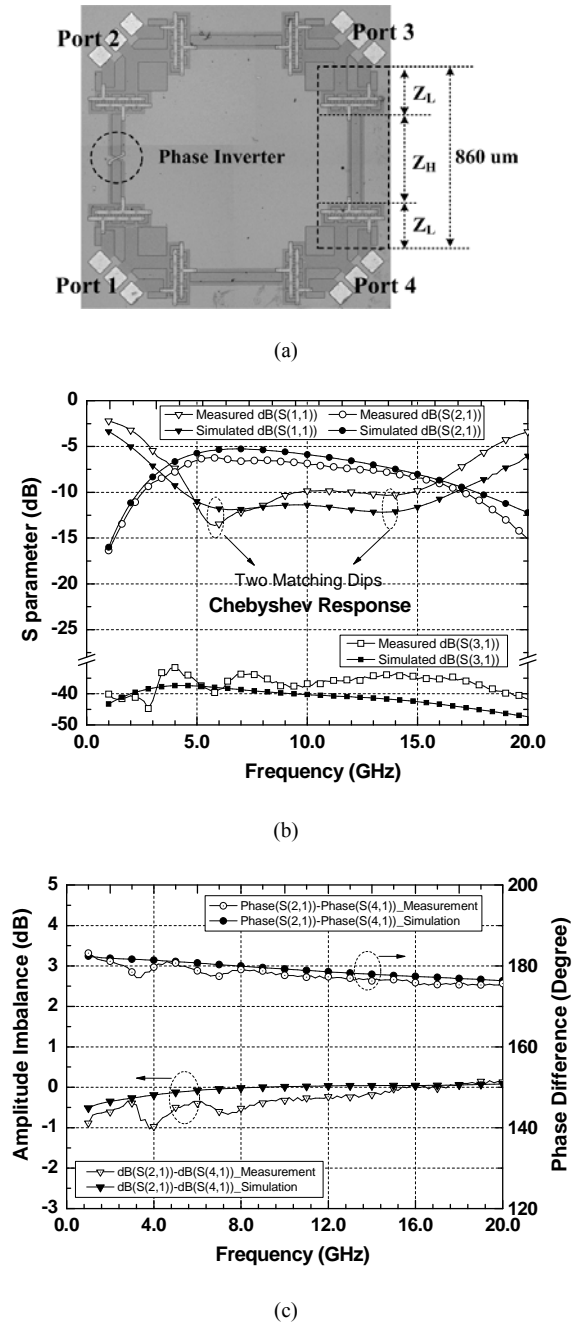 Port 2
Port 3
Z_L
Phase Inverter
Z_H
860 um
Z_L
Port 1
Port 4
(a)
Measured dB(S(1,1))
Measured dB(S(2,1))
Simulated dB(S(1,1))
Simulated dB(S(2,1))
S parameter (dB)
0
-5
-10
-15
-20
-25
-40
-50
Two Matching Dips
Chebyshev Response
Measured dB(S(3,1))
Simulated dB(S(3,1))
0.0 5.0 10.0 15.0 20.0
Frequency (GHz)
(b)
Amplitude Imbalance (dB)
5
4
3
2
1
0
-1
-2
-3
Phase(S(2,1))-Phase(S(4,1))_Measurement
Phase(S(2,1))-Phase(S(4,1))_Simulation
dB(S(2,1))-dB(S(4,1))_Measurement
dB(S(2,1))-dB(S(4,1))_Simulation
200
180
160
140
120
Phase Difference (Degree)
0.0 4.0 8.0 12.0 16.0 20.0
Frequency (GHz)
(c)